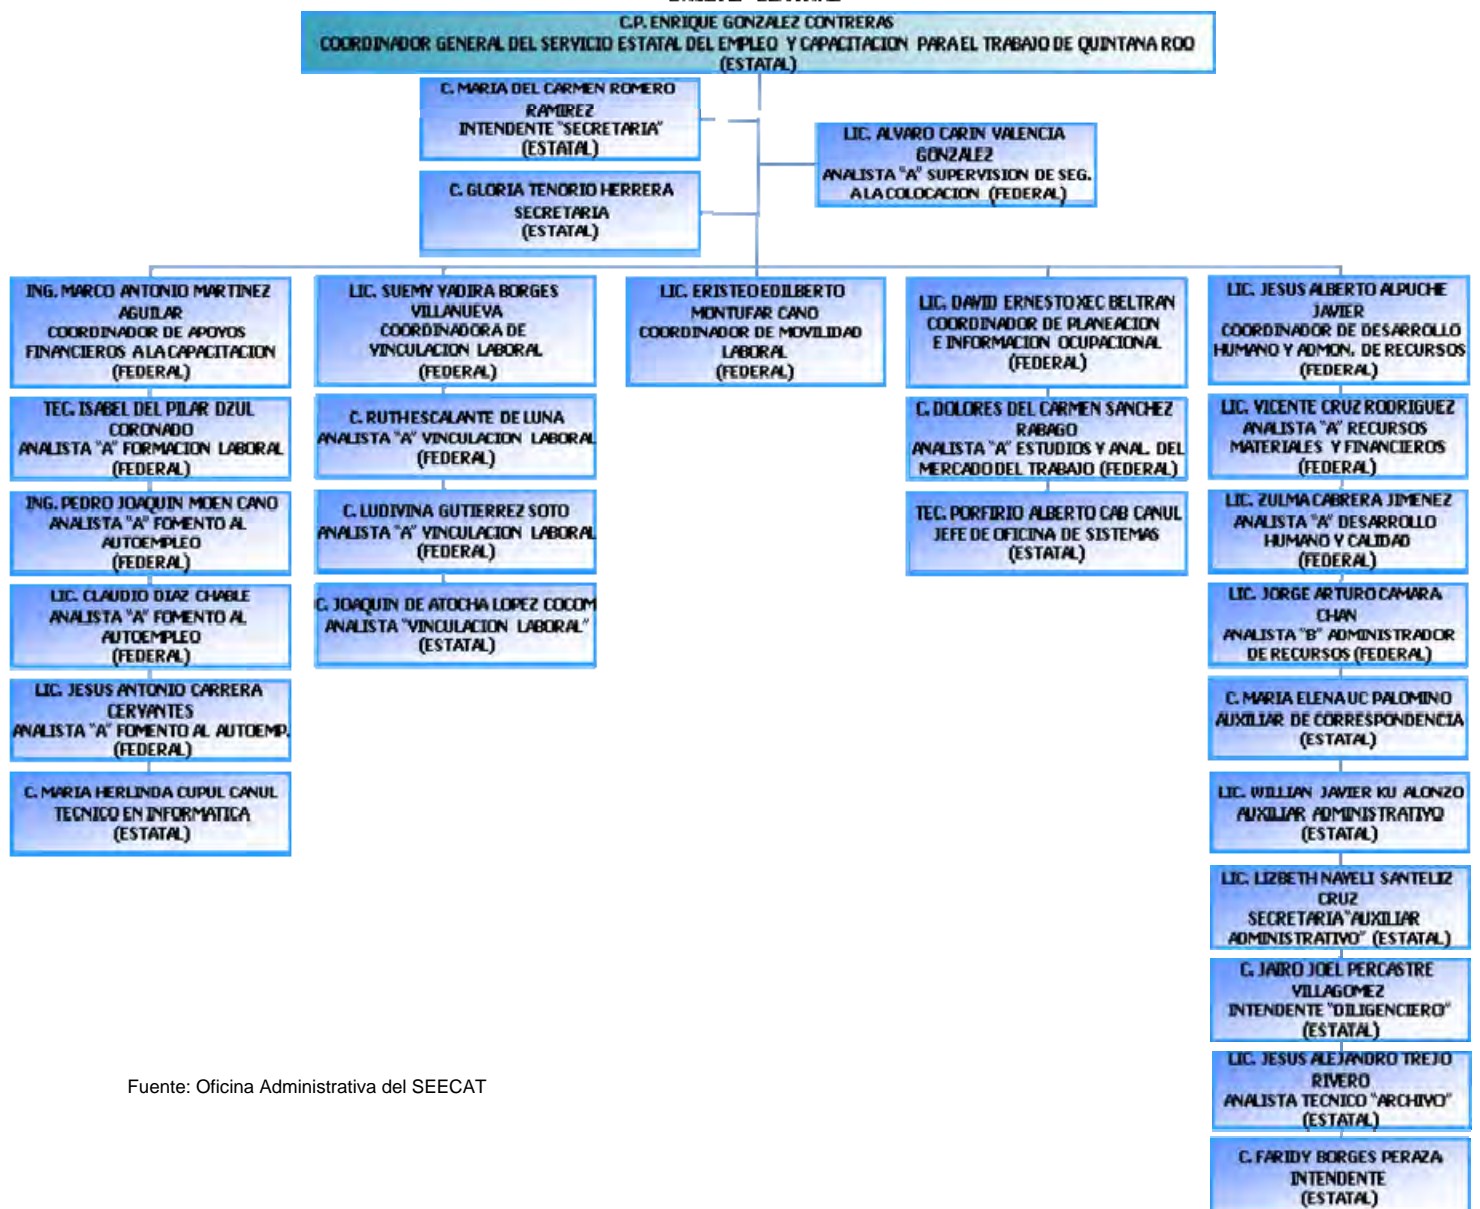 C.P. ENRIQUE GONZALEZ CONTRERAS
COORDINADOR GENERAL DEL SERVICIO ESTATAL DEL EMPLEO Y CAPACITACION PARA EL TRABAJO DE QUINTANA ROO
(ESTATAL)
C. MARIA DEL CARMEN ROMERO
RAMIREZ
INTENDENTE "SECRETARIA"
(ESTATAL)
LIC. ALVARO CARIN VALENCIA
GONZALEZ
ANALISTA "A" SUPERVISION DE SEG.
A LA COLOCACION (FEDERAL)
C. GLORIA TENORIO HERRERA
SECRETARIA
(ESTATAL)
ING. MARCO ANTONIO MARTINEZ
AGUILAR
COORDINADOR DE APOYOS
FINANCIEROS A LA CAPACITACION
(FEDERAL)
TEC. ISABEL DEL PILAR DZUL
CORONADO
ANALISTA "A" FORMACION LABORAL
(FEDERAL)
ING. PEDRO JOAQUIN MOEN CANO
ANALISTA "A" FOMENTO AL
AUTOEMPLEO
(FEDERAL)
LIC. CLAUDIO DIAZ CHABLE
ANALISTA "A" FOMENTO AL
AUTOEMPLEO
(FEDERAL)
LIC. JESUS ANTONIO CARRERA
CERVANTES
ANALISTA "A" FOMENTO AL AUTOEMP.
(FEDERAL)
C. MARIA HERLINDA CUPUL CANUL
TECNICO EN INFORMATICA
(ESTATAL)
LIC. SUEMY YADIRA BORGES
VILLANUEVA
COORDINADORA DE
VINCULACION LABORAL
(FEDERAL)
C. RUTH ESCALANTE DE LUNA
ANALISTA "A" VINCULACION LABORAL
(FEDERAL)
C. LUDIVINA GUTIERREZ SOTO
ANALISTA "A" VINCULACION LABORAL
(FEDERAL)
C. JOAQUIN DE ATOCHA LOPEZ COCOM
ANALISTA "VINCULACION LABORAL"
(ESTATAL)
LIC. ERISTEO EDILBERTO
MONTUFAR CANO
COORDINADOR DE MOVILIDAD
LABORAL
(FEDERAL)
LIC. DAVID ERNESTO XEC BELTRAN
COORDINADOR DE PLANEACION
E INFORMACION OCUPACIONAL
(FEDERAL)
C. DOLORES DEL CARMEN SANCHEZ
RABAGO
ANALISTA "A" ESTUDIOS Y ANAL. DEL
MERCADO DEL TRABAJO (FEDERAL)
TEC. PORFIRIO ALBERTO CAB CANUL
JEFE DE OFICINA DE SISTEMAS
(ESTATAL)
LIC. JESUS ALBERTO ALPUCHE
JAVIER
COORDINADOR DE DESARROLLO
HUMANO Y ADMON. DE RECURSOS
(FEDERAL)
LIC. VICENTE CRUZ RODRIGUEZ
ANALISTA "A" RECURSOS
MATERIALES Y FINANCIEROS
(FEDERAL)
LIC. ZULMA CABRERA JIMENEZ
ANALISTA "A" DESARROLLO
HUMANO Y CALIDAD
(FEDERAL)
LIC. JORGE ARTURO CAMARA
CHAN
ANALISTA "B" ADMINISTRADOR
DE RECURSOS (FEDERAL)
C. MARIA ELENA UC PALOMINO
AUXILIAR DE CORRESPONDENCIA
(ESTATAL)
LIC. WILLIAN JAVIER KU ALONZO
AUXILIAR ADMINISTRATIVO
(ESTATAL)
LIC. LIZBETH NAYELI SANTELIZ
CRUZ
SECRETARIA "AUXILIAR
ADMINISTRATIVO" (ESTATAL)
C. JAIRO JOEL PERCASTRE
VILLAGOMEZ
INTENDENTE "DILIGENCIERO"
(ESTATAL)
LIC. JESUS ALEJANDRO TREJO
RIVERO
ANALISTA TECNICO "ARCHIVO"
(ESTATAL)
C. FARIDY BORGES PERAZA
INTENDENTE
(ESTATAL)
Fuente: Oficina Administrativa del SEECAT